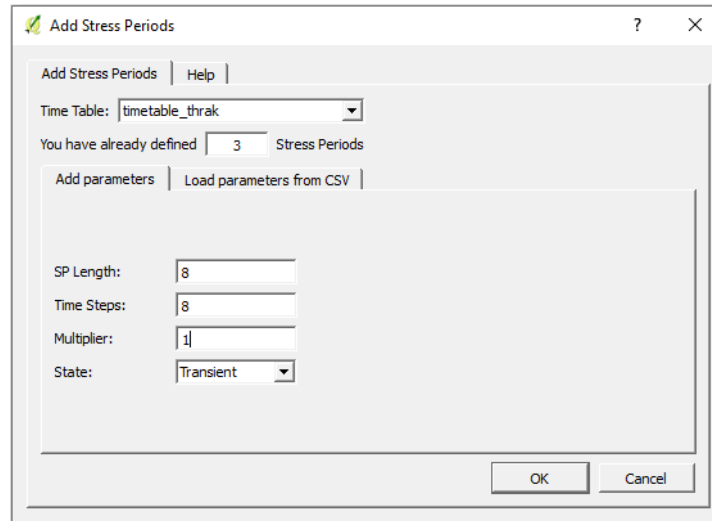 Add Stress Periods ? X
Add Stress Periods Help
Time Table: timetable_thrak
You have already defined 3 Stress Periods
Add parameters Load parameters from CSV
SP Length: 8
Time Steps: 8
Multiplier: 1
State: Transient
OK Cancel